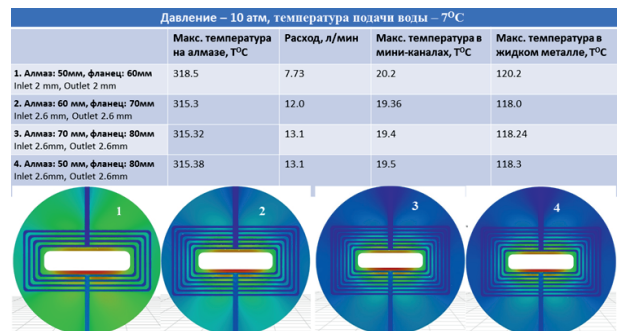 Давление – 10 атм, температура подачи воды – 7⁰С
Макс. температура на алмазе, Т⁰С
Расход, л/мин
Макс. температура в мини-каналах, Т⁰С
Макс. температура в жидком металле, Т⁰С
1. Алмаз: 50мм, фланец: 60мм
Inlet 2 mm, Outlet 2 mm
318.5 7.73 20.2 120.2
2. Алмаз: 60 мм, фланец: 70мм
Inlet 2.6 mm, Outlet 2.6 mm
315.3 12.0 19.36 118.0
3. Алмаз: 70 мм, фланец: 80мм
Inlet 2.6mm, Outlet 2.6mm
315.32 13.1 19.4 118.24
4. Алмаз: 50 мм, фланец: 80мм
Inlet 2.6mm, Outlet 2.6mm
315.38 13.1 19.5 118.3
1 2 3 4